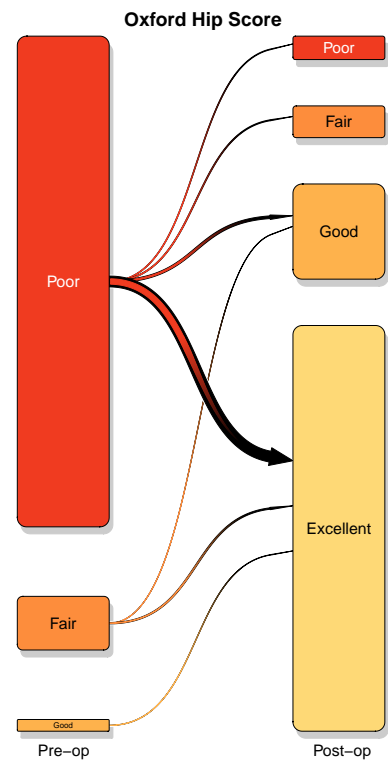 Oxford Hip Score
Poor
Fair
Good
Poor
Fair
Good
Excellent
Pre−op
Post−op